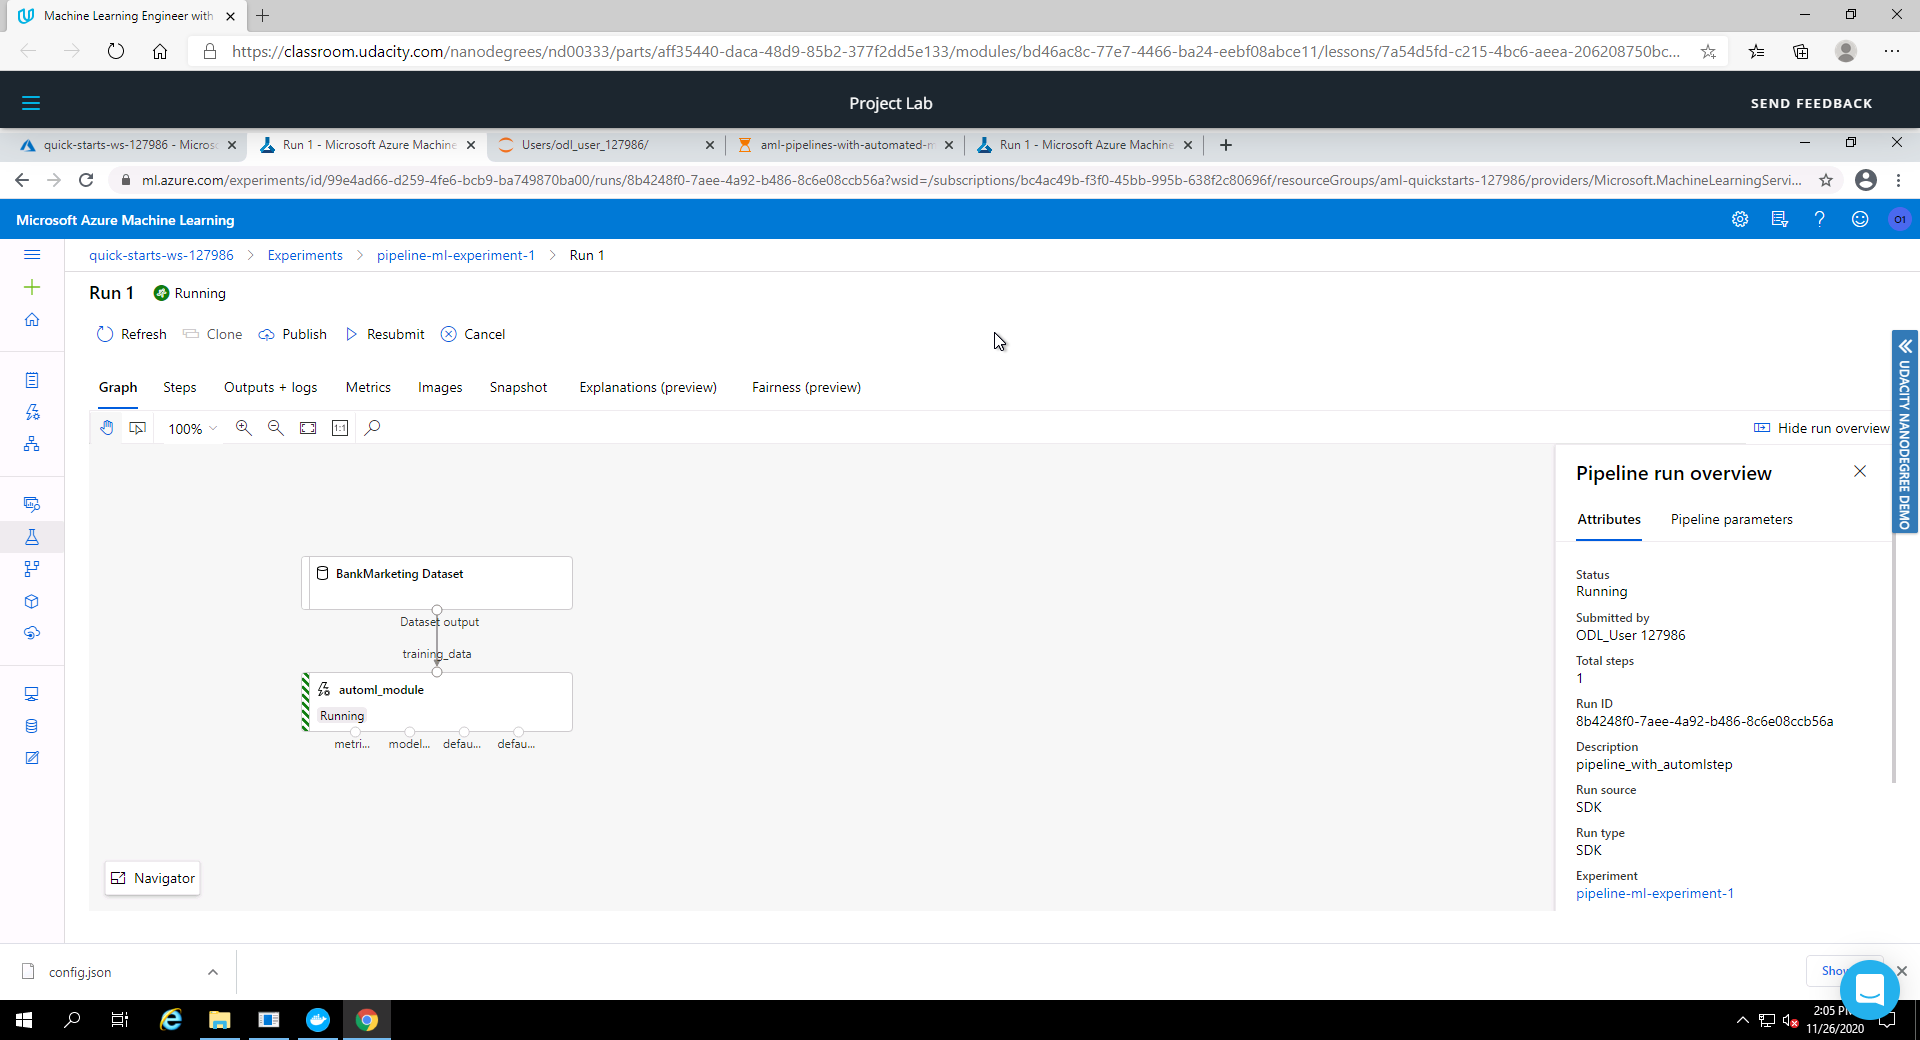 Machine Learning Engineer with
https://classroom.udacity.com/nanodegrees/nd00333/parts/aff35440-daca-48d9-85b2-377f2dd5e133/modules/bd46ac8c-77e7-4466-ba24-eebf08abce11/lessons/7a54d5fd-c215-4bc6-aeea-206208750bc...
Project Lab
SEND FEEDBACK
quick-starts-ws-127986 - Micros
Run 1 - Microsoft Azure Machine
Users/odl_user_127986/
aml-pipelines-with-automated-m
Run 1 - Microsoft Azure Machine
ml.azure.com/experiments/id/99e4ad66-d259-4fe6-bcb9-ba749870ba00/runs/8b4248f0-7aee-4a92-b486-8c6e08ccb56a?wsid=/subscriptions/bc4ac49b-f3f0-45bb-995b-638f2c80696f/resourceGroups/aml-quickstarts-127986/providers/Microsoft.MachineLearningServi...
Microsoft Azure Machine Learning
O1
quick-starts-ws-127986 > Experiments > pipeline-ml-experiment-1 > Run 1
Run 1 Running
Refresh Clone Publish Resubmit Cancel
Graph Steps Outputs + logs Metrics Images Snapshot Explanations (preview) Fairness (preview)
100%
1:1
Hide run overview
UDACITY NANODEGREE DEMO
BankMarketing Dataset
Dataset output
training_data
automl_module
Running
metri... model... defau... defau...
Navigator
Pipeline run overview
Attributes Pipeline parameters
Status
Running
Submitted by
ODL_User 127986
Total steps
1
Run ID
8b4248f0-7aee-4a92-b486-8c6e08ccb56a
Description
pipeline_with_automlstep
Run source
SDK
Run type
SDK
Experiment
pipeline-ml-experiment-1
config.json
Show
2:05 PM
11/26/2020